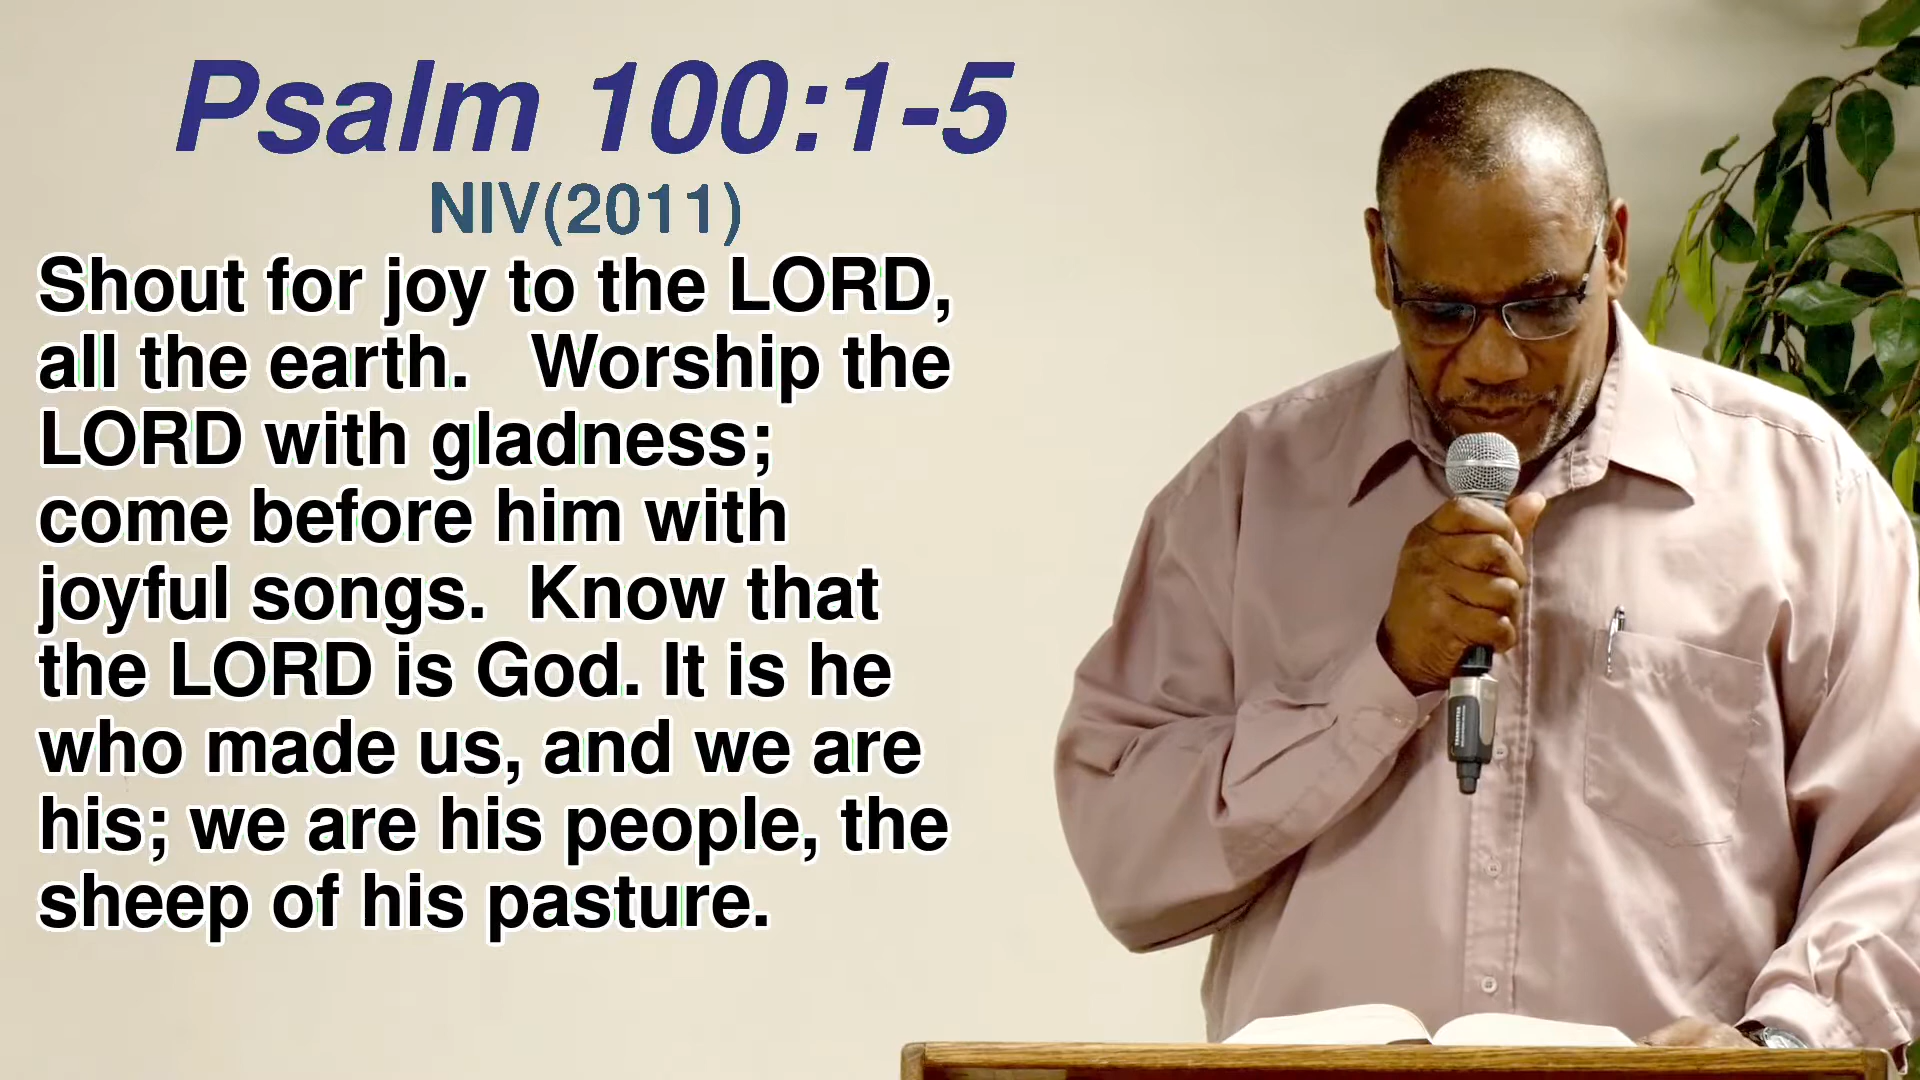 Psalm 100:1-5
NIV(2011)
Shout for joy to the LORD,
all the earth.   Worship the
LORD with gladness;
come before him with
joyful songs.  Know that
the LORD is God. It is he
who made us, and we are
his; we are his people, the
sheep of his pasture.